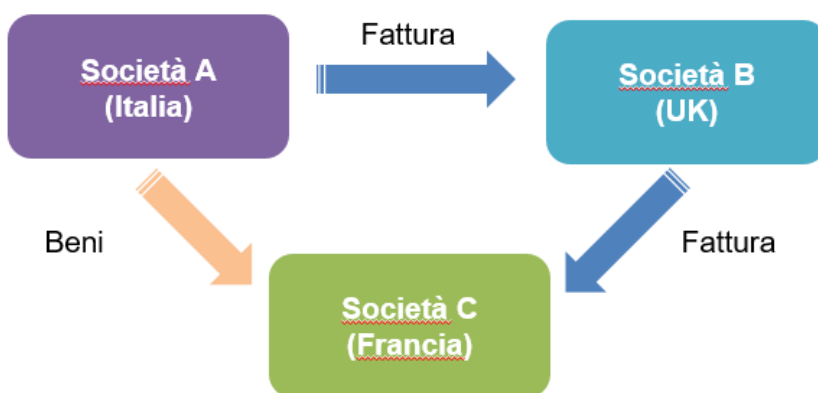 Fattura
Società A
(Italia)
Società B
(UK)
Beni
Fattura
Società C
(Francia)